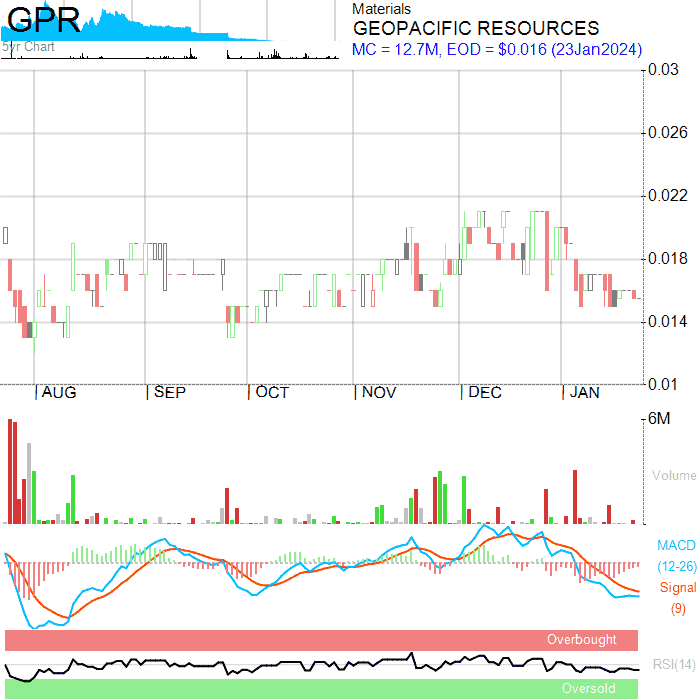 GPR
5yr Chart
Materials
GEOPACIFIC RESOURCES
MC = 12.7M, EOD = $0.016 (23Jan2024)
0.03
0.026
0.022
0.018
0.014
0.01
AUG SEP OCT NOV DEC JAN
6M
Volume
MACD
(12-26)
Signal
(9)
Overbought
RSI(14)
Oversold